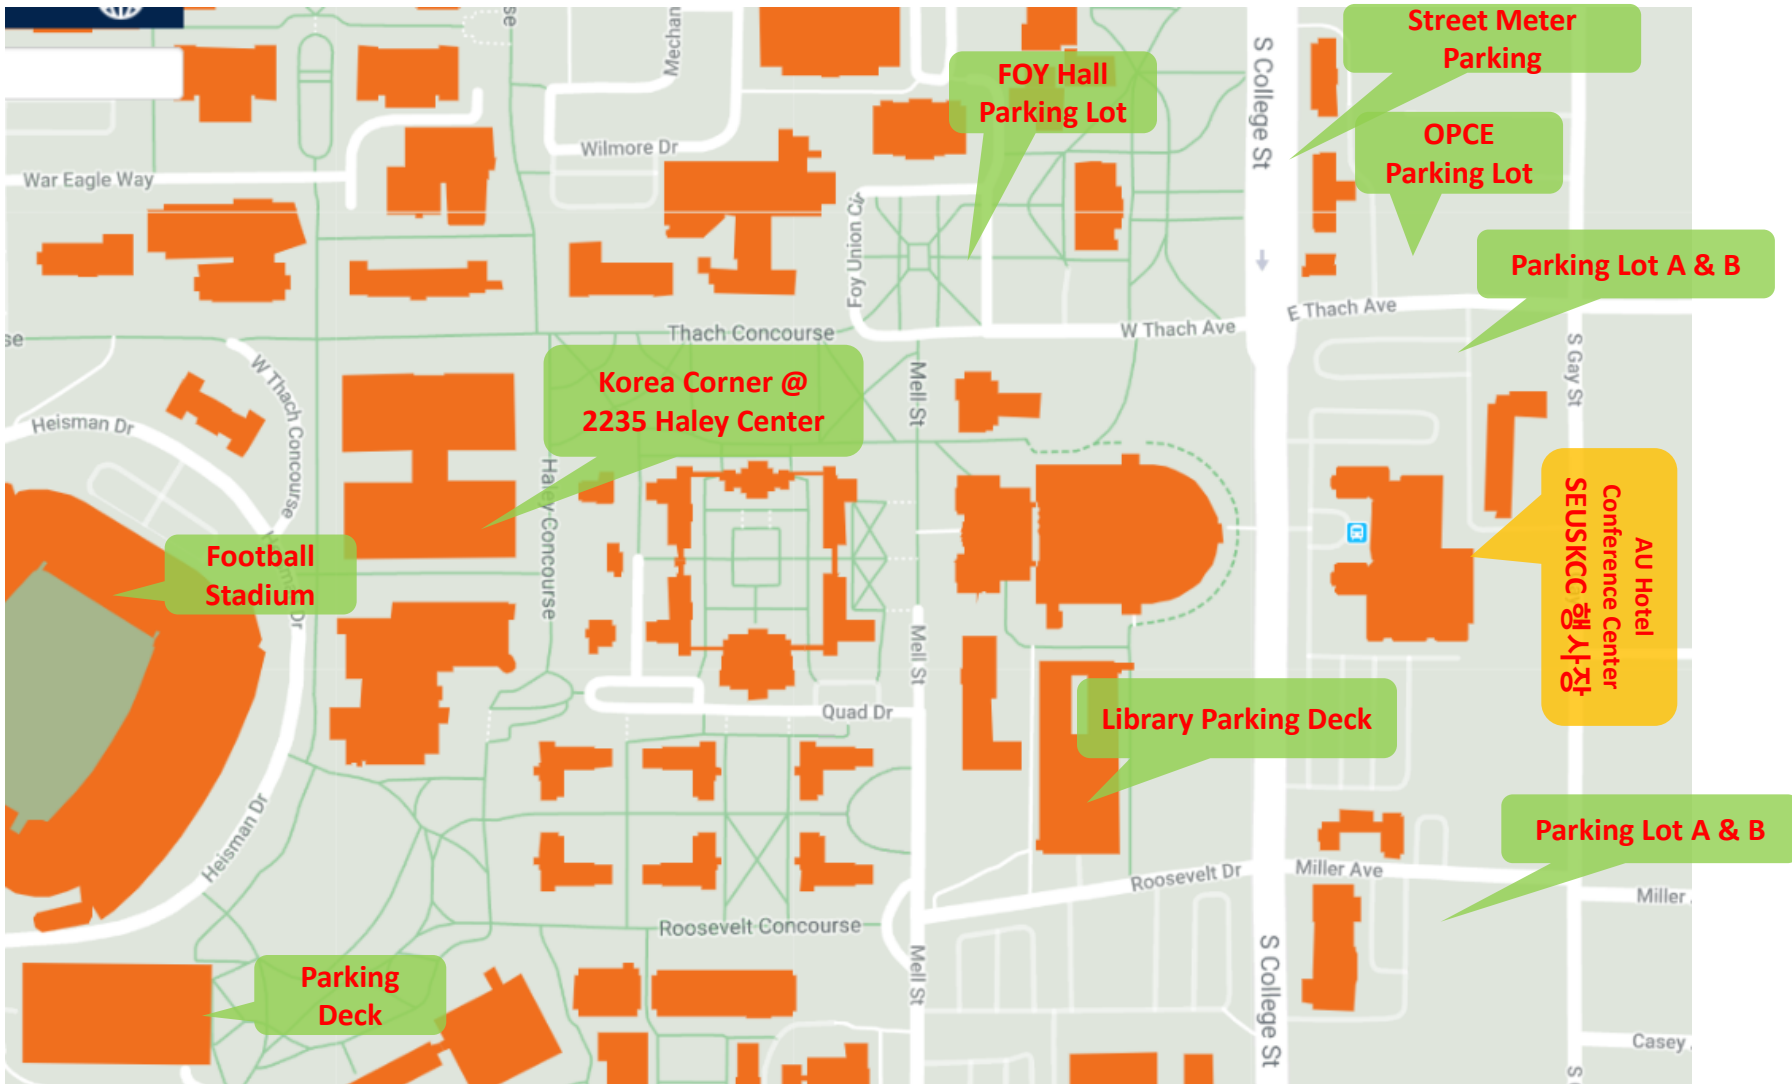 se
Mechan
S College St
Street Meter
Parking
FOY Hall
Parking Lot
OPCE
Parking Lot
Wilmore Dr
War Eagle Way
Foy Union Cir
Parking Lot A & B
E Thach Ave
W Thach Ave
Thach Concourse
se
W Thach Concourse
Korea Corner @
2235 Haley Center
Mell St
S Gay St
Heisman Dr
Haley Concourse
AU Hotel
Conference Center
SEUSKCC 행사장
Football
Stadium
Mell St
Quad Dr
Library Parking Deck
Heisman Dr
Parking Lot A & B
Roosevelt Dr
Miller Ave
Miller
Roosevelt Concourse
Mell St
S College St
Parking
Deck
Casey
S